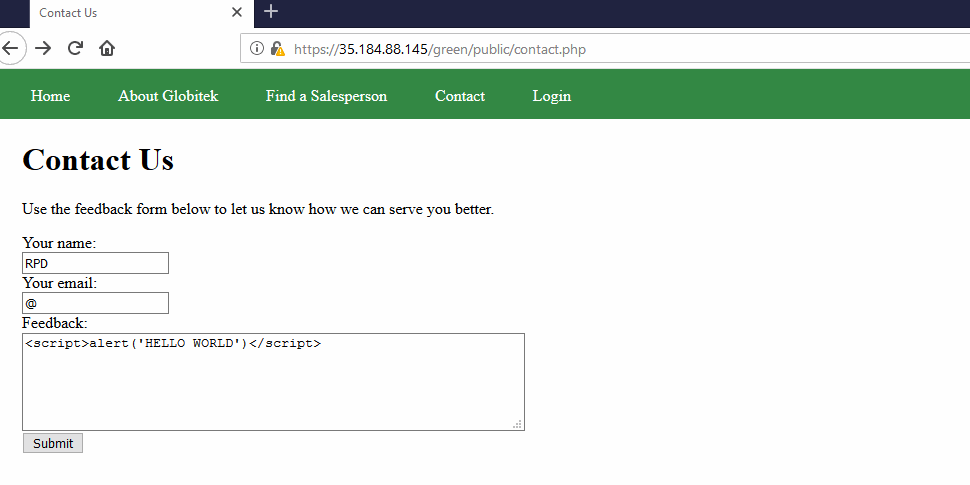 Contact Us
https://35.184.88.145/green/public/contact.php
Home About Globitek Find a Salesperson Contact Login
Contact Us
Use the feedback form below to let us know how we can serve you better.
Your name:
RPD
Your email:
@
Feedback:
<script>alert('HELLO WORLD')</script>
Submit